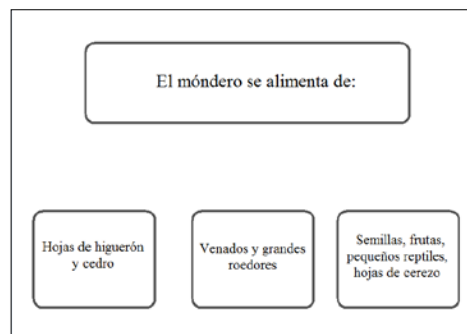 El móndero se alimenta de:
Hojas de higuerón
y cedro
Venados y grandes
roedores
Semillas, frutas,
pequeños reptiles,
hojas de cerezo